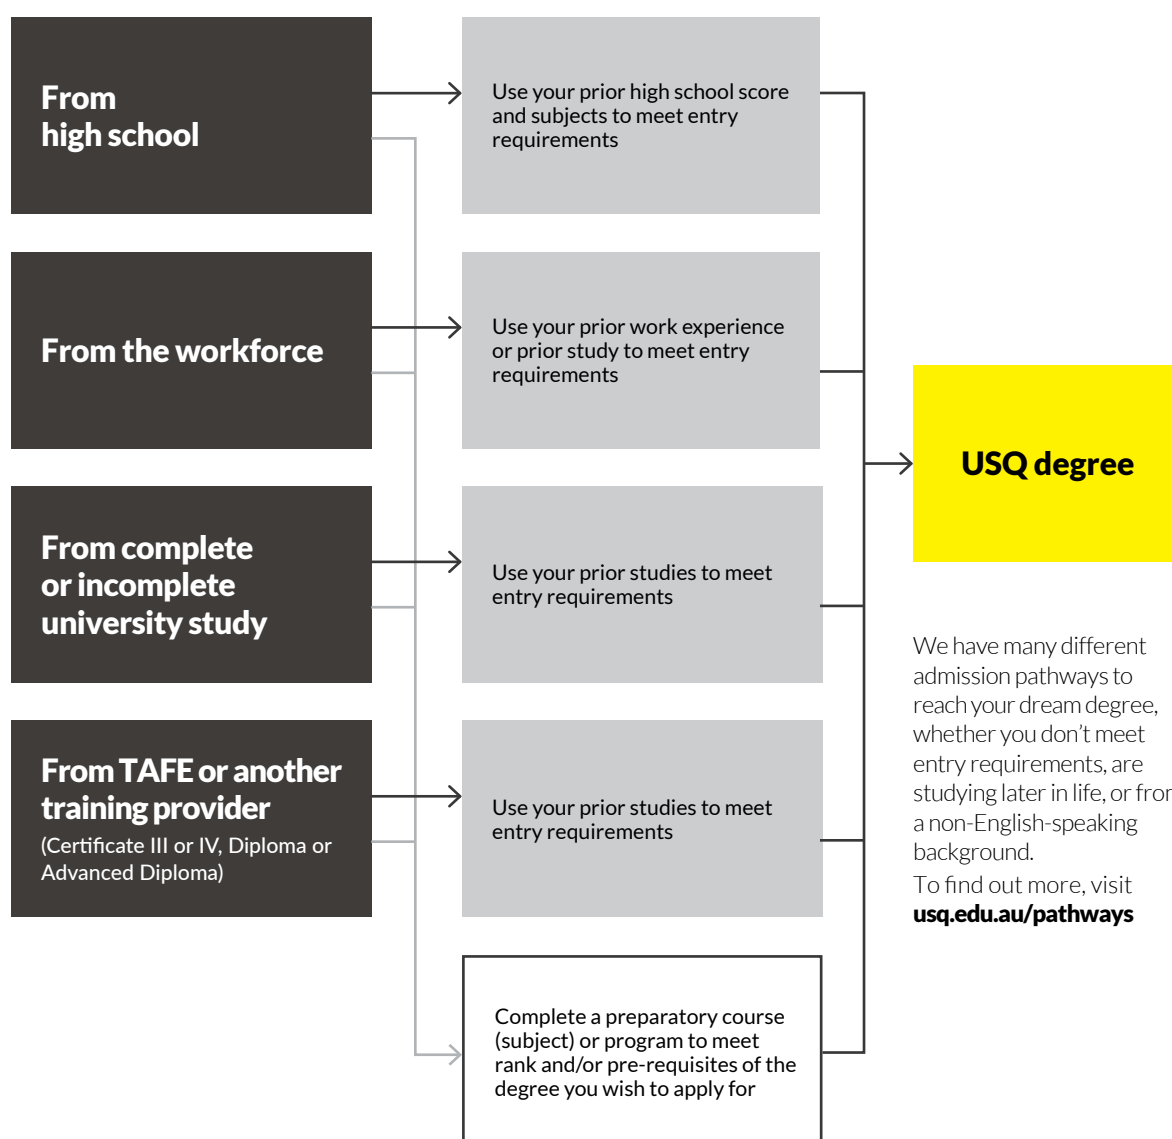 From
high school
Use your prior high school score
and subjects to meet entry
requirements
From the workforce
Use your prior work experience
or prior study to meet entry
requirements
From complete
or incomplete
university study
Use your prior studies to meet
entry requirements
From TAFE or another
training provider
(Certificate III or IV, Diploma or
Advanced Diploma)
Use your prior studies to meet
entry requirements
Complete a preparatory course
(subject) or program to meet
rank and/or pre-requisites of the
degree you wish to apply for
USQ degree
We have many different
admission pathways to
reach your dream degree,
whether you don’t meet
entry requirements, are
studying later in life, or from
a non-English-speaking
background.
To find out more, visit
usq.edu.au/pathways